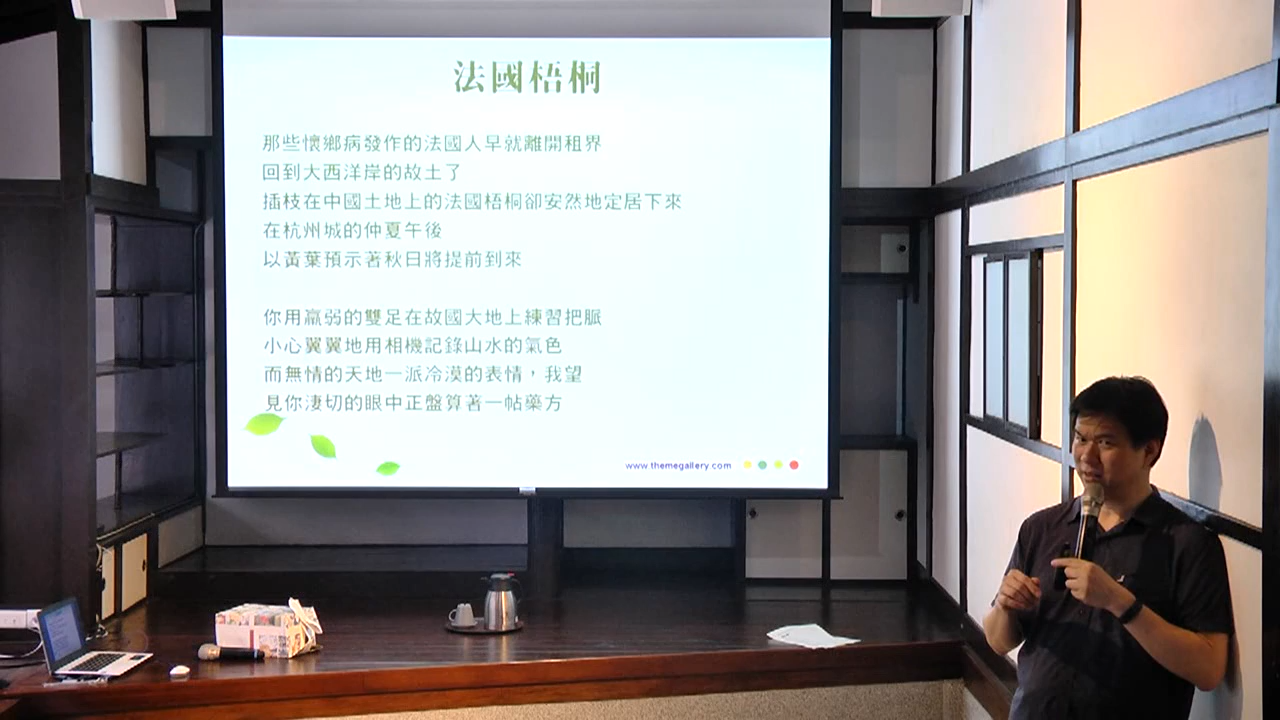 法國梧桐
那些懷鄉病發作的法國人早就離開租界
回到大西洋岸的故土了
插枝在中國土地上的法國梧桐卻安然地定居下來
在杭州城的仲夏午後
以黃葉預示著秋日將提前到來
你用羸弱的雙足在故國大地上練習把脈
小心翼翼地用相機記錄山水的氣色
而無情的天地一派冷漠的表情，我望
見你淒切的眼中正盤算著一帖藥方
www.themegallery.com